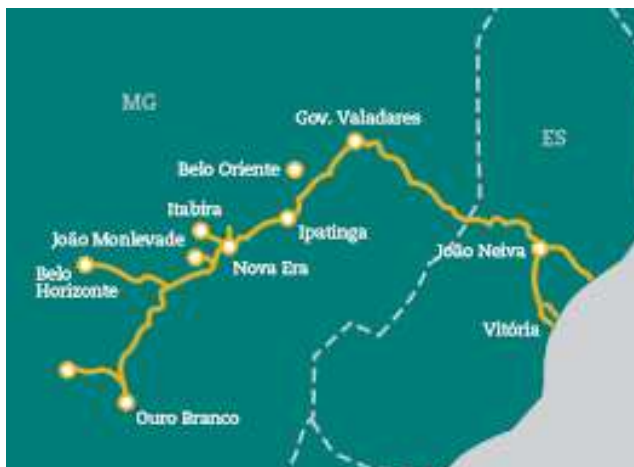 MG
Gov. Valadares
ES
Belo Oriente
Itabira
Ipatinga
João Monlevade
João Neiva
Nova Era
Belo
Horizonte
Vitória
Ouro Branco